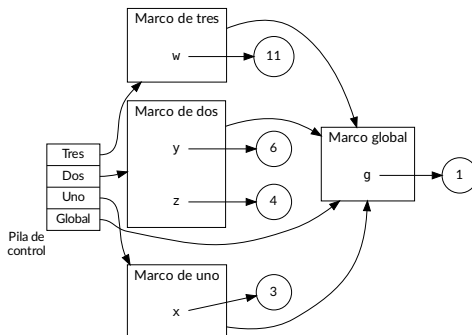 Marco de tres
w
11
Marco de dos
y
6
z
4
Marco global
g
1
Tres
Dos
Uno
Global
Pila de
control
Marco de uno
x
3